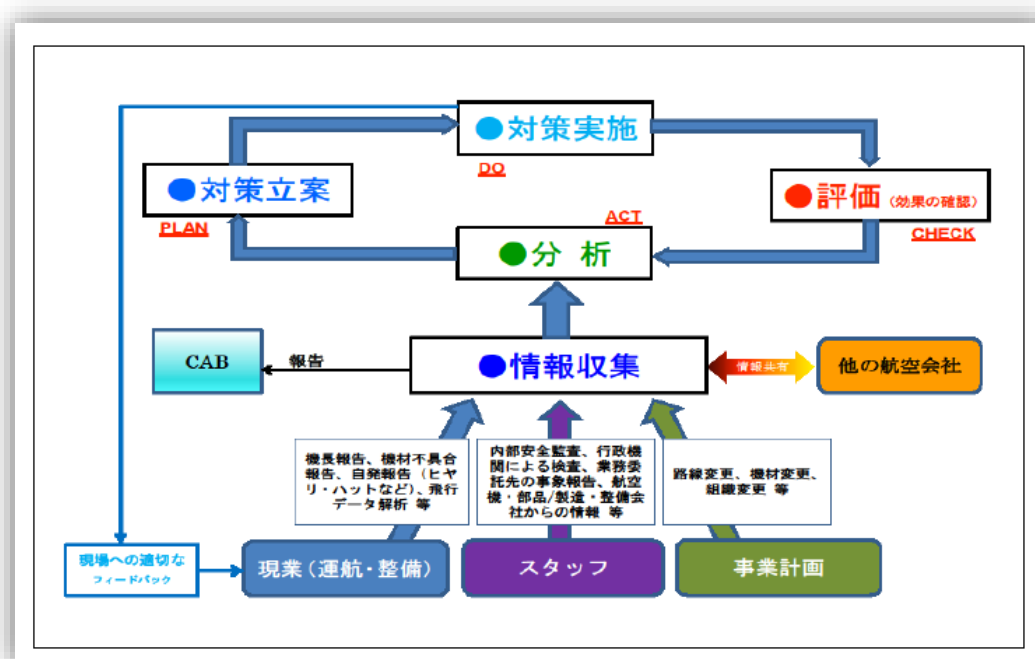 ●対策実施
DO
●対策立案
PLAN
●評価（効果の確認）
CHECK
ACT
●分 析
CAB
報告
●情報収集
情報共有
他の航空会社
機長報告、機材不具合
報告、自発報告（ヒヤ
リ・ハットなど）、飛行
データ解析 等
内部安全監査、行政機
関による検査、業務委
託先の事象報告、航空
機・部品/製造・整備会
社からの情報 等
路線変更、機材変更、
組織変更 等
現場への適切な
フィードバック
現業（運航・整備）
スタッフ
事業計画